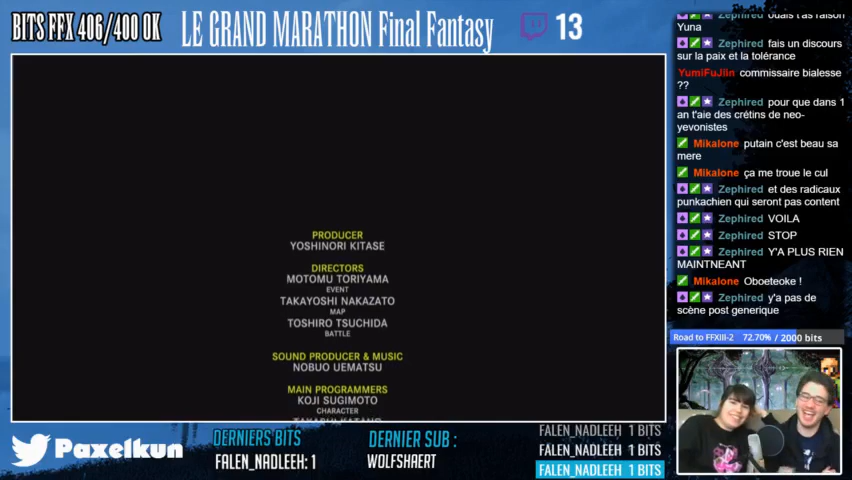 BITS FFX 406/400 OK
LE GRAND MARATHON Final Fantasy
13
PRODUCER
YOSHINORI KITASE
DIRECTORS
MOTOMU TORIYAMA
EVENT
TAKAYOSHI NAKAZATO
MAP
TOSHIRO TSUCHIDA
BATTLE
SOUND PRODUCER & MUSIC
NOBUO UEMATSU
MAIN PROGRAMMERS
KOJI SUGIMOTO
CHARACTER
Zephired ouais t'as raison
Yuna
Zephired fais un discours
sur la paix et la tolérance
YumiFuJiin commissaire bialesse
??
Zephired pour que dans 1
an t'aie des crétins de neo-
yevonistes
Mikalone putain c'est beau sa
mere
Mikalone ça me troue le cul
Zephired et des radicaux
punkachien qui seront pas content
Zephired VOILA
Zephired STOP
Zephired Y'A PLUS RIEN
MAINTNEANT
Mikalone Oboeteoke !
Zephired y'a pas de
scène post generique
Road to FFXIII-2 72.70% / 2000 bits
Paxelkun
DERNIERS BITS
FALEN_NADLEEH: 1
DERNIER SUB :
WOLFSHAERT
FALEN_NADLEEH 1 BITS
FALEN_NADLEEH 1 BITS
FALEN_NADLEEH 1 BITS